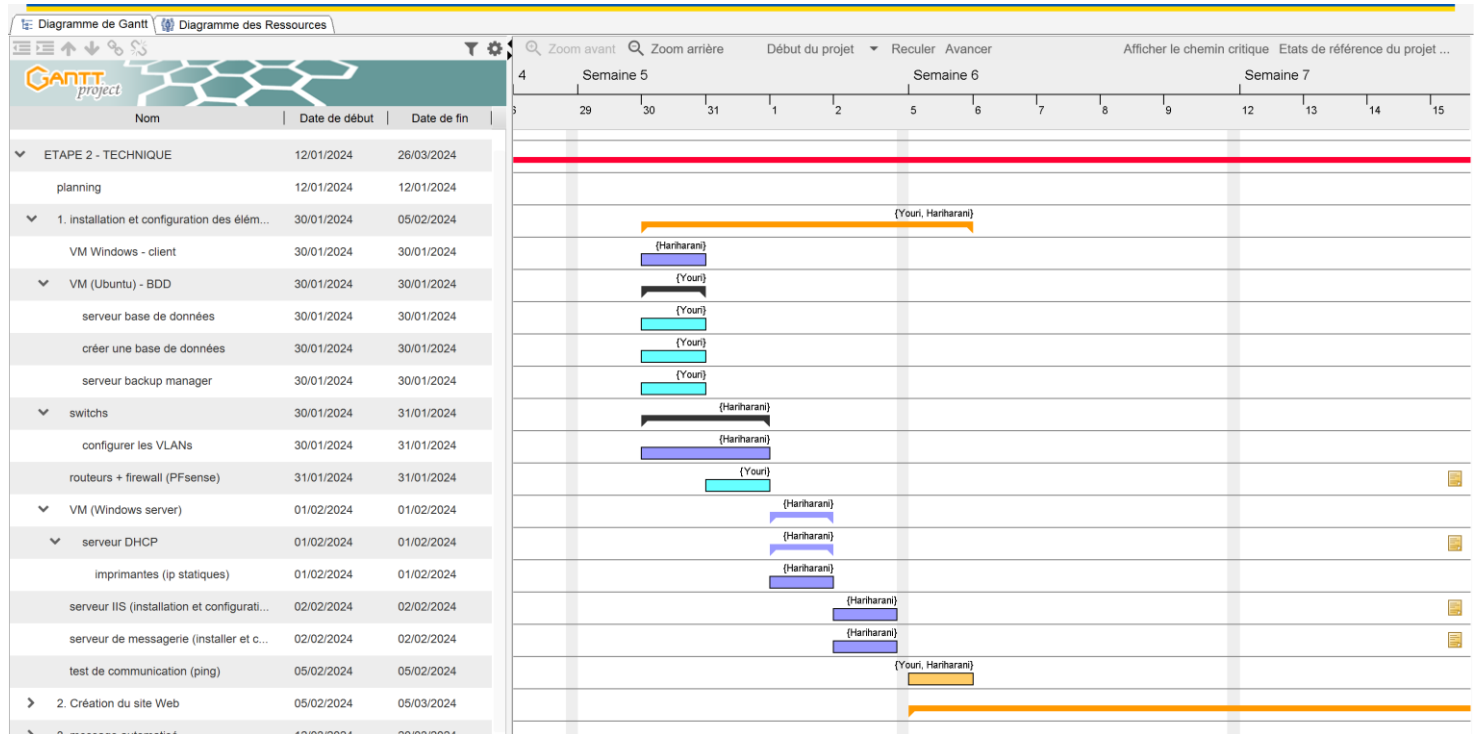 Diagramme de Gantt Diagramme des Ressources
Zoom avant Zoom arrière Début du projet Reculer Avancer Afficher le chemin critique Etats de référence du projet ...
GANTT project
4 Semaine 5 Semaine 6 Semaine 7
29 30 31 1 2 5 6 7 8 9 12 13 14 15
Nom Date de début Date de fin
ETAPE 2 - TECHNIQUE 12/01/2024 26/03/2024
planning 12/01/2024 12/01/2024
1. installation et configuration des élém... 30/01/2024 05/02/2024 {Youri, Hariharani}
VM Windows - client 30/01/2024 30/01/2024 {Hariharani}
VM (Ubuntu) - BDD 30/01/2024 30/01/2024 {Youri}
serveur base de données 30/01/2024 30/01/2024 {Youri}
créer une base de données 30/01/2024 30/01/2024 {Youri}
serveur backup manager 30/01/2024 30/01/2024 {Youri}
switchs 30/01/2024 31/01/2024 {Hariharani}
configurer les VLANs 30/01/2024 31/01/2024 {Hariharani}
routeurs + firewall (PFsense) 31/01/2024 31/01/2024 {Youri}
VM (Windows server) 01/02/2024 01/02/2024 {Hariharani}
serveur DHCP 01/02/2024 01/02/2024 {Hariharani}
imprimantes (ip statiques) 01/02/2024 01/02/2024 {Hariharani}
serveur IIS (installation et configurati... 02/02/2024 02/02/2024 {Hariharani}
serveur de messagerie (installer et c... 02/02/2024 02/02/2024 {Hariharani}
test de communication (ping) 05/02/2024 05/02/2024 {Youri, Hariharani}
2. Création du site Web 05/02/2024 05/03/2024